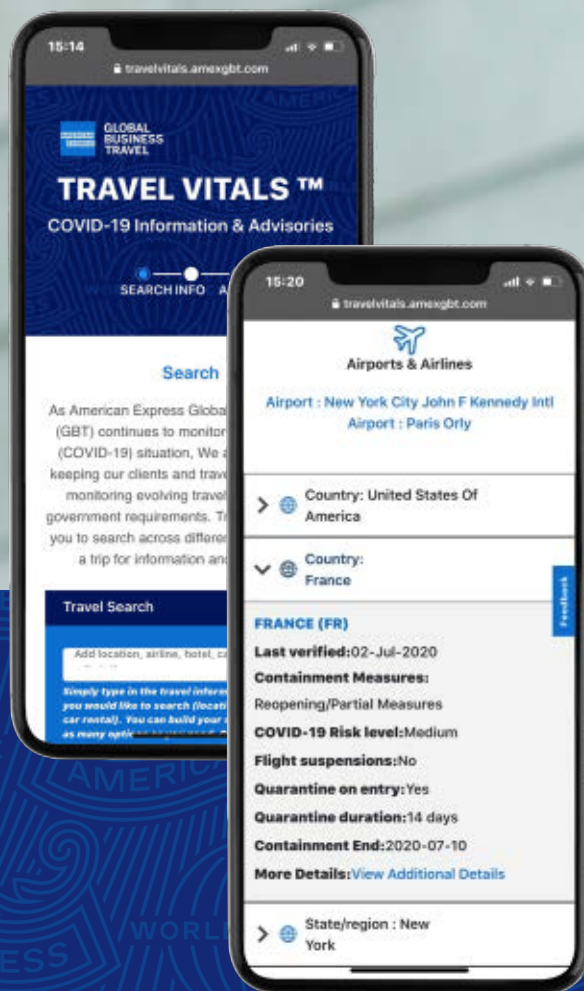 15:14
travelvitals.amexgbt.com
AMERICAN
EXPRESS
GLOBAL
BUSINESS
TRAVEL
TRAVEL VITALS ™
COVID-19 Information & Advisories
SEARCH INFO A
Search
As American Express Globa
(GBT) continues to monitor
(COVID-19) situation, We a
keeping our clients and trave
monitoring evolving travel
government requirements. Tr
you to search across differen
a trip for information and
Travel Search
Add location, airline, hotel, ca
Simply type in the travel inform
you would like to search (locati
car rental). You can build your
as many optio
15:20
travelvitals.amexgbt.com
Airports & Airlines
Airport : New York City John F Kennedy Intl
Airport : Paris Orly
Country: United States Of
America
Country:
France
Feedback
FRANCE (FR)
Last verified:02-Jul-2020
Containment Measures:
Reopening/Partial Measures
COVID-19 Risk level:Medium
Flight suspensions:No
Quarantine on entry:Yes
Quarantine duration:14 days
Containment End:2020-07-10
More Details:View Additional Details
State/region : New
York
AMERIC
WORL
ESS